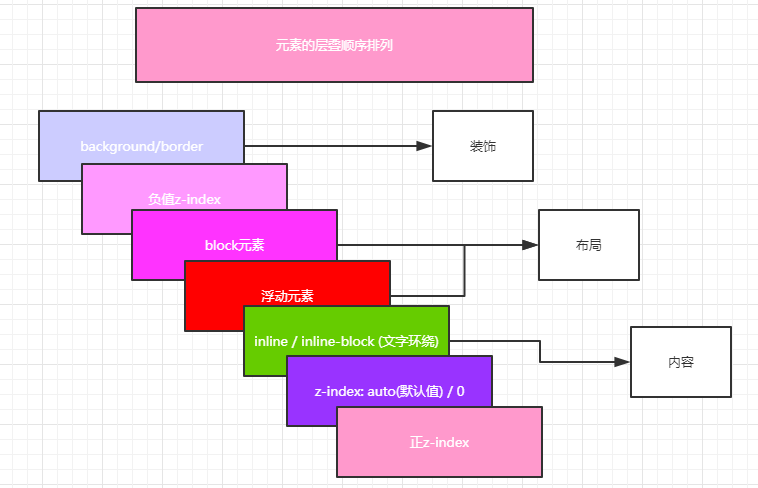 元素的层叠顺序排列
background/border
装饰
负值z-index
block元素
布局
浮动元素
inline / inline-block (文字环绕)
内容
z-index: auto(默认值) / 0
正z-index